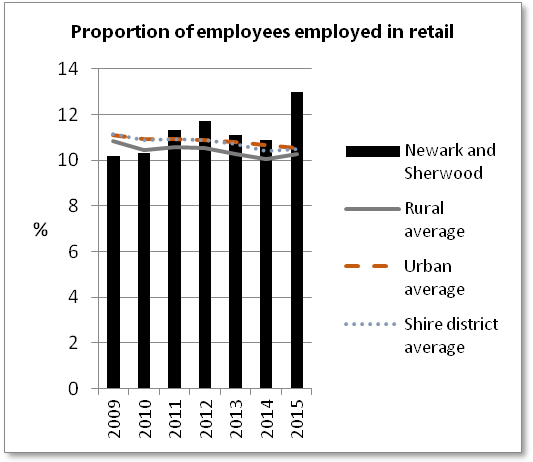 Proportion of employees employed in retail
14
12
10
8
6
4
2
0
%
2009
2010
2011
2012
2013
2014
2015
Newark and
Sherwood
Rural
average
Urban
average
Shire district
average